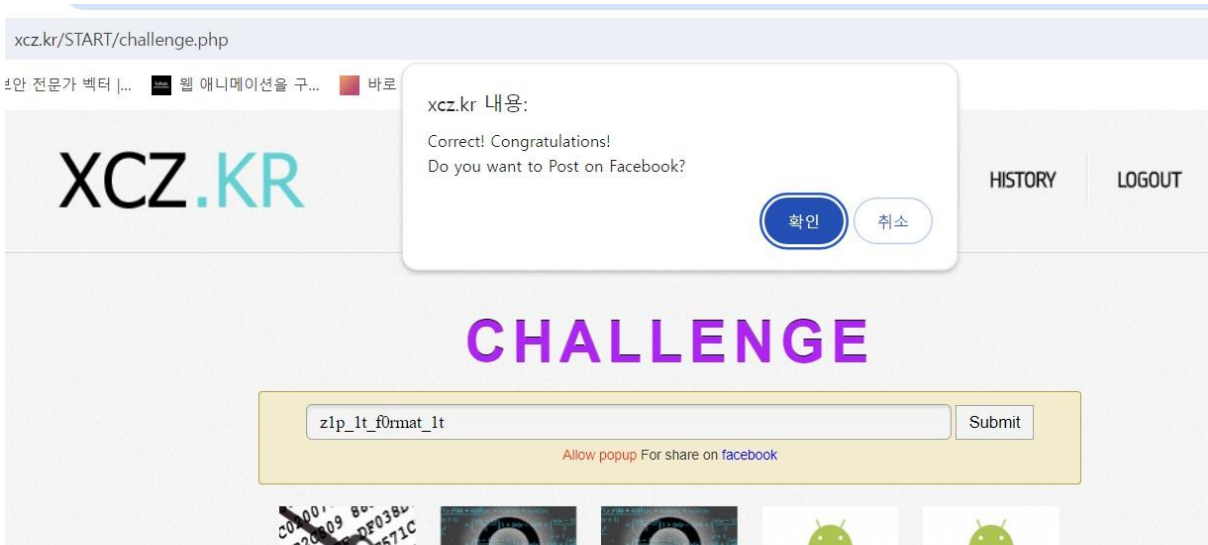 xcz.kr/START/challenge.php
안 전문가 벡터 |... 웹 애니메이션을 구... 바로
xcz.kr 내용:
Correct! Congratulations!
Do you want to Post on Facebook?
확인 취소
XCZ.KR
HISTORY LOGOUT
CHALLENGE
z1p_1t_f0rmat_1t Submit
Allow popup For share on facebook